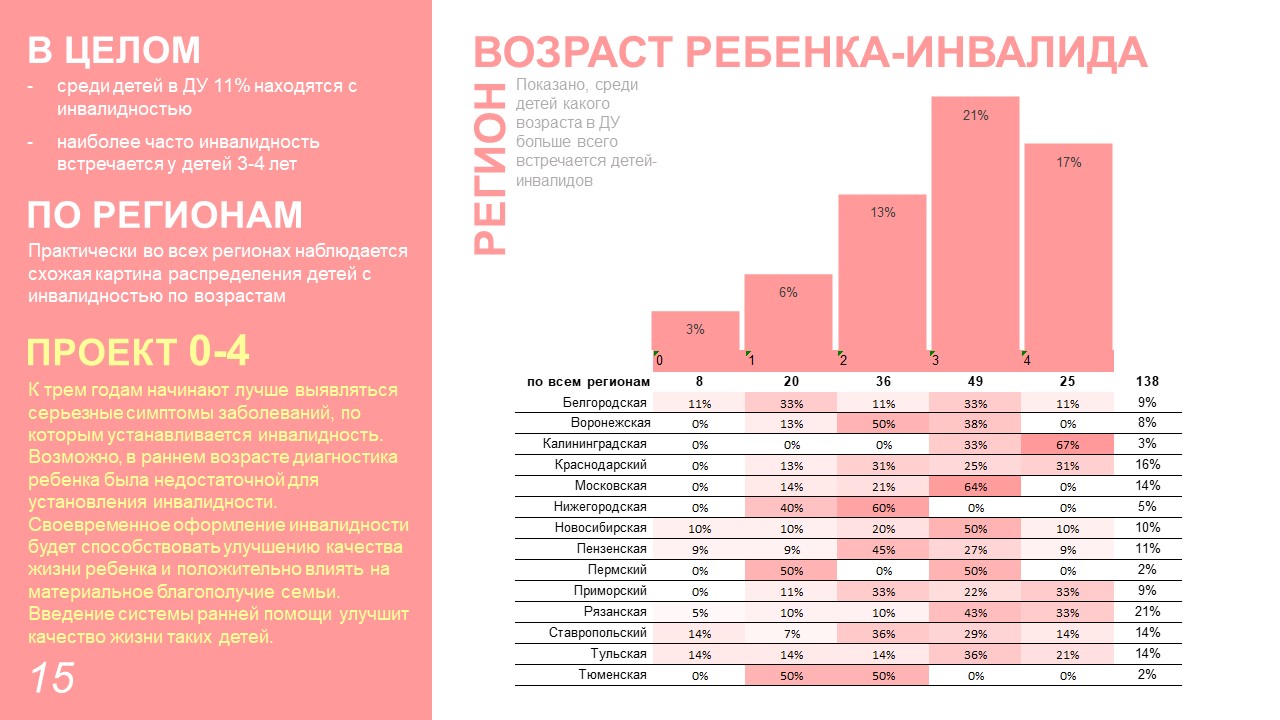 В ЦЕЛОМ
- среди детей в ДУ 11% находятся с
инвалидностью
- наиболее часто инвалидность
встречается у детей 3-4 лет
ПО РЕГИОНАМ
Практически во всех регионах наблюдается
схожая картина распределения детей с
инвалидностью по возрастам
ПРОЕКТ 0-4
К трем годам начинают лучше выявляться
серьезные симптомы заболеваний, по
которым устанавливается инвалидность.
Возможно, в раннем возрасте диагностика
ребенка была недостаточной для
установления инвалидности.
Своевременное оформление инвалидности
будет способствовать улучшению качества
жизни ребенка и положительно влиять на
материальное благополучие семьи.
Введение системы ранней помощи улучшит
качество жизни таких детей.
15
ВОЗРАСТ РЕБЕНКА-ИНВАЛИДА
РЕГИОН
Показано, среди
детей какого
возраста в ДУ
больше всего
встречается детей-
инвалидов
3% 6% 13% 21% 17%
0 1 2 3 4
по всем регионам 8 20 36 49 25 138
Белгородская 11% 33% 11% 33% 11% 9%
Воронежская 0% 13% 50% 38% 0% 8%
Калининградская 0% 0% 0% 33% 67% 3%
Краснодарский 0% 13% 31% 25% 31% 16%
Московская 0% 14% 21% 64% 0% 14%
Нижегородская 0% 40% 60% 0% 0% 5%
Новосибирская 10% 10% 20% 50% 10% 10%
Пензенская 9% 9% 45% 27% 9% 11%
Пермский 0% 50% 0% 50% 0% 2%
Приморский 0% 11% 33% 22% 33% 9%
Рязанская 5% 10% 10% 43% 33% 21%
Ставропольский 14% 7% 36% 29% 14% 14%
Тульская 14% 14% 14% 36% 21% 14%
Тюменская 0% 50% 50% 0% 0% 2%